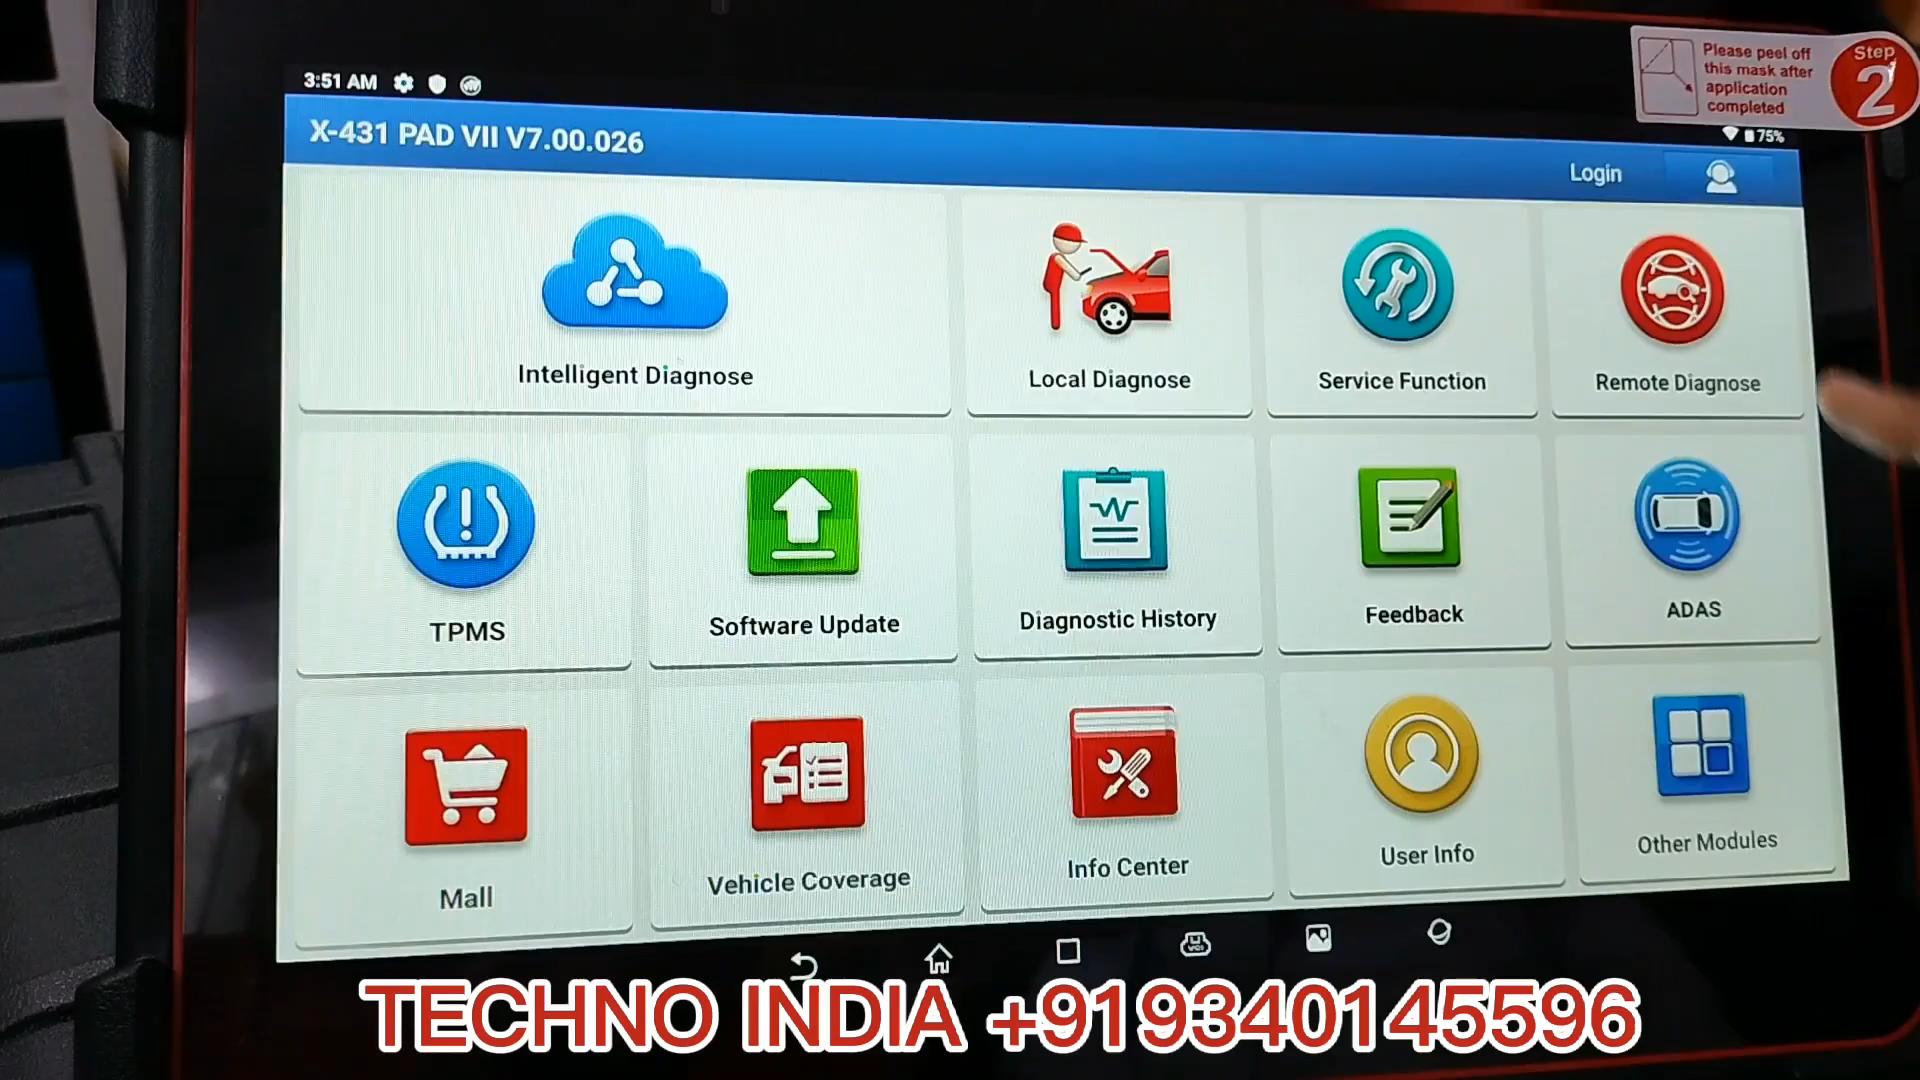 Please peel off
this mask after
application
completed
Step
2
3:51 AM
75%
X-431 PAD VII V7.00.026
Login
Intelligent Diagnose
Local Diagnose
Service Function
Remote Diagnose
TPMS
Software Update
Diagnostic History
Feedback
ADAS
Mall
Vehicle Coverage
Info Center
User Info
Other Modules
TECHNO INDIA +919340145596